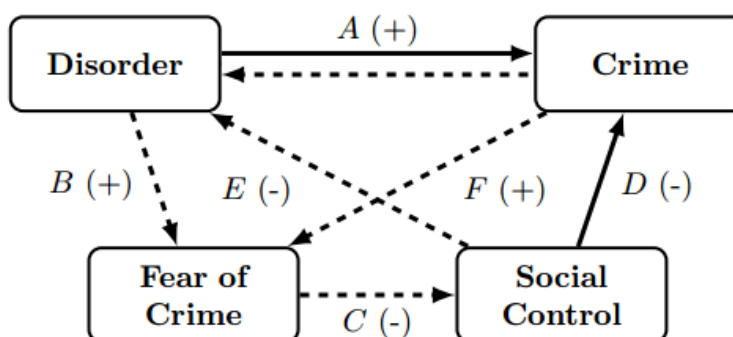 A (+)
Disorder
Crime
B (+)
E (-)
F (+)
D (-)
Fear of
Crime
Social
Control
C (-)